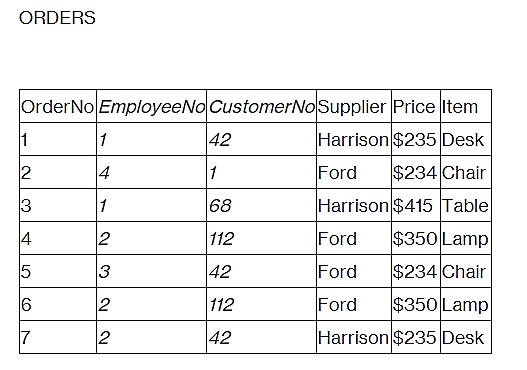 ORDERS
OrderNo EmployeeNo CustomerNo Supplier Price Item
1 1 42 Harrison $235 Desk
2 4 1 Ford $234 Chair
3 1 68 Harrison $415 Table
4 2 112 Ford $350 Lamp
5 3 42 Ford $234 Chair
6 2 112 Ford $350 Lamp
7 2 42 Harrison $235 Desk